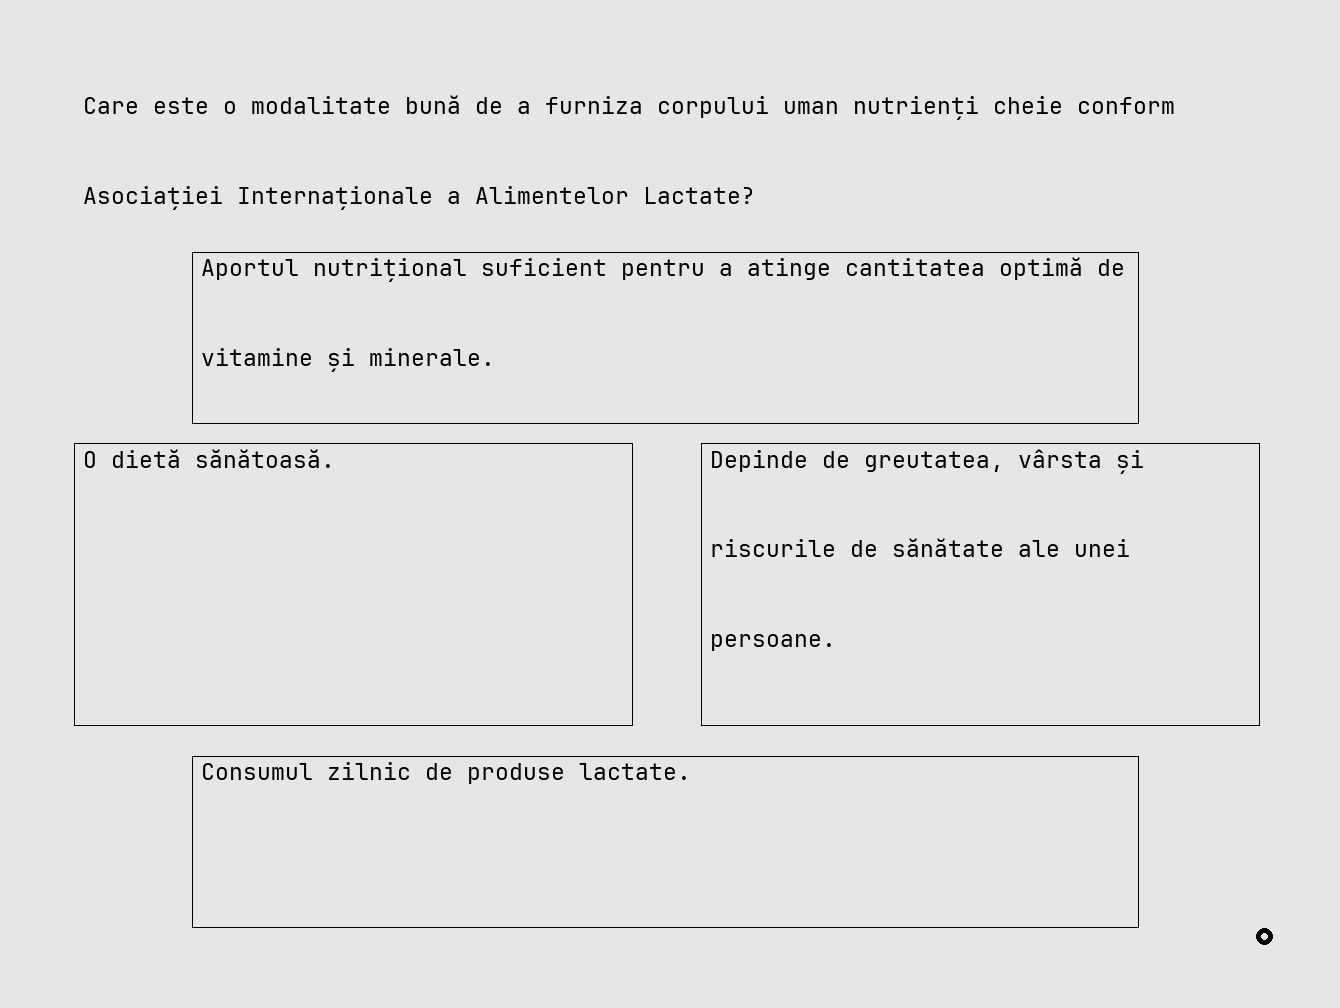 Care este o modalitate bună de a furniza corpului uman nutrienți cheie conform
Asociației Internaționale a Alimentelor Lactate?
Aportul nutrițional suficient pentru a atinge cantitatea optimă de
vitamine și minerale.
O dietă sănătoasă.
Depinde de greutatea, vârsta și
riscurile de sănătate ale unei
persoane.
Consumul zilnic de produse lactate.